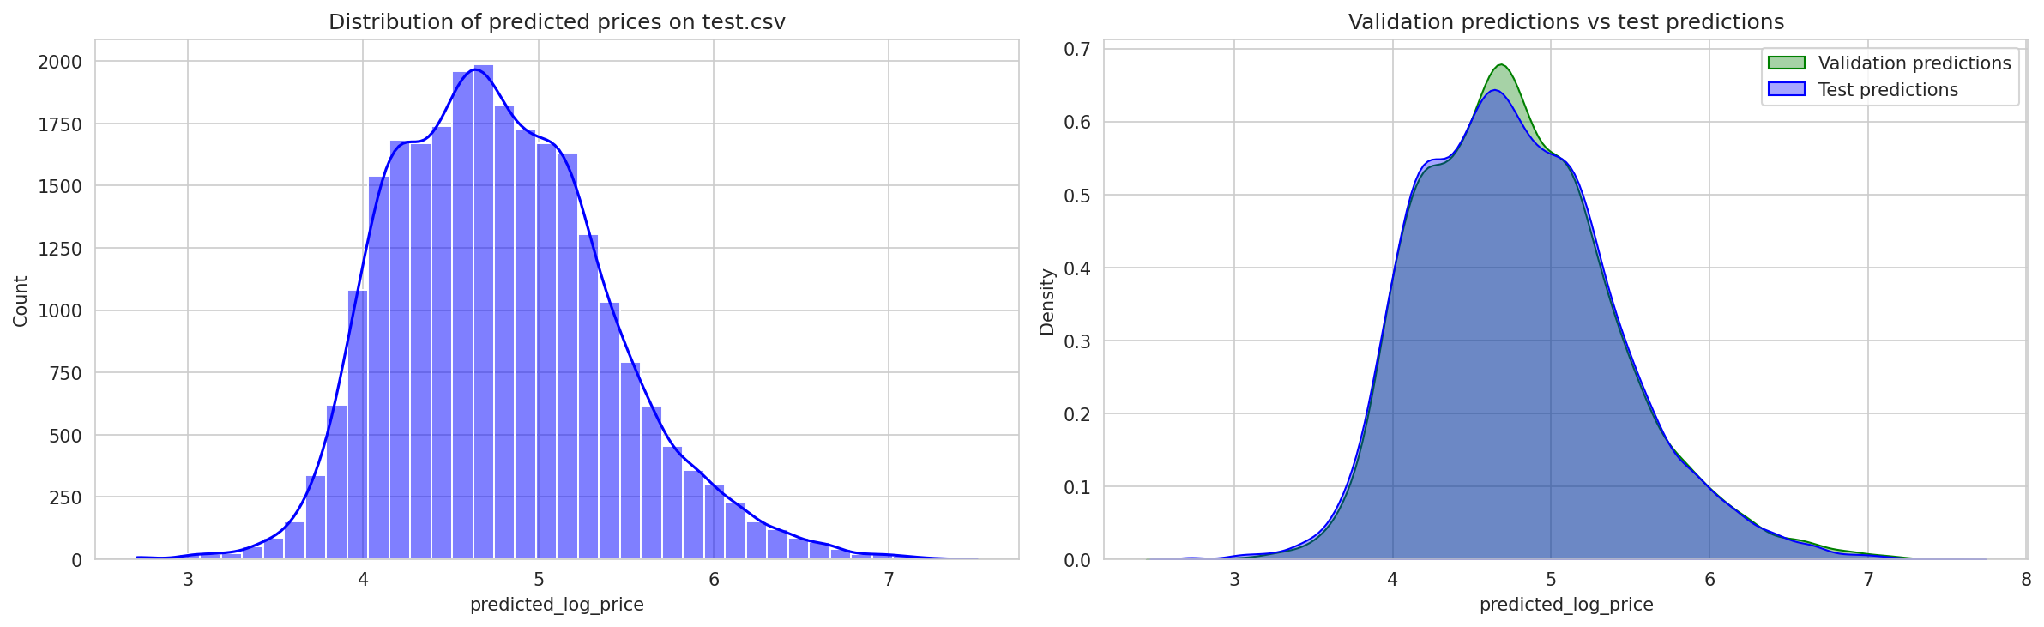 Distribution of predicted prices on test.csv
2000
1750
1500
1250
1000
750
500
250
0
Count
3 4 5 6 7
predicted_log_price
Validation predictions vs test predictions
Validation predictions
Test predictions
0.7
0.6
0.5
0.4
0.3
0.2
0.1
0.0
Density
3 4 5 6 7 8
predicted_log_price